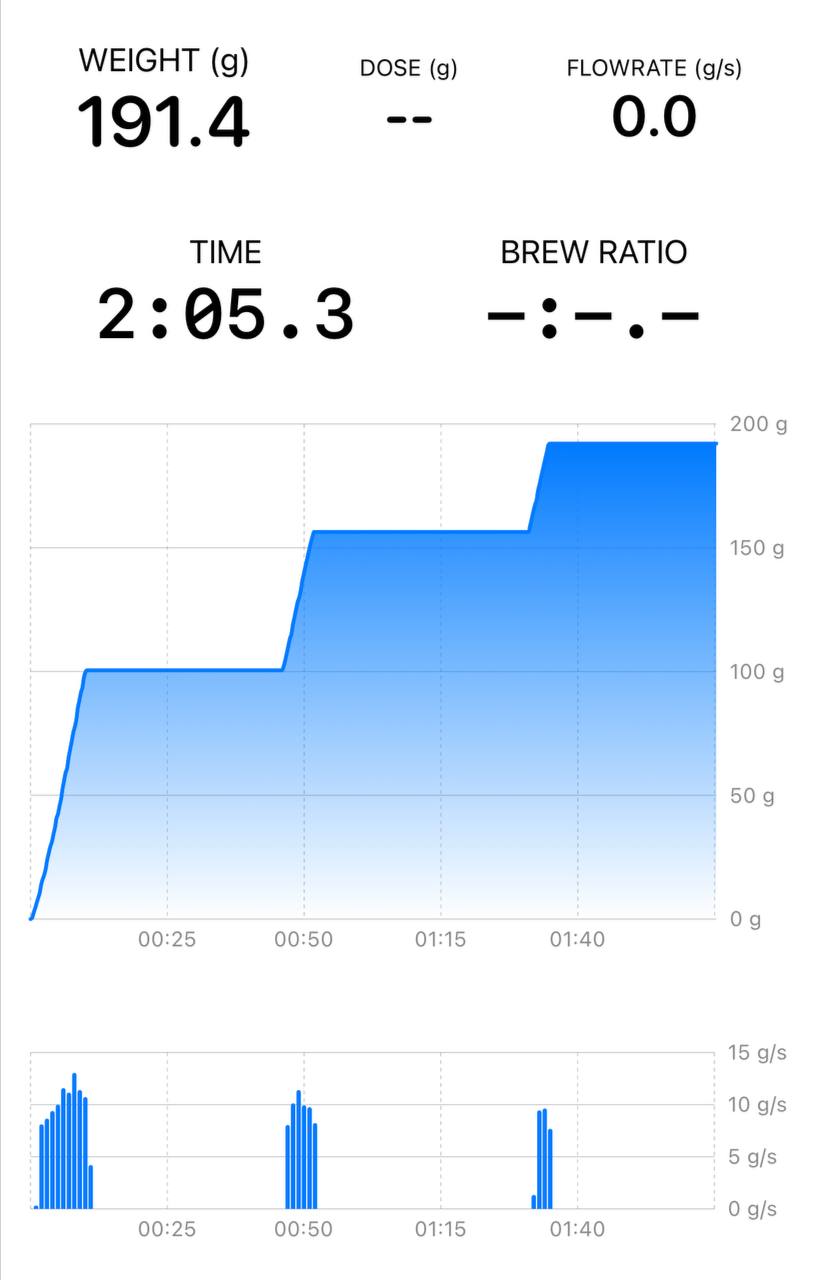 WEIGHT (g) DOSE (g) FLOWRATE (g/s)
191.4 -- 0.0
TIME BREW RATIO
2:05.3 –:–.–
200 g
150 g
100 g
50 g
0 g
00:25 00:50 01:15 01:40
15 g/s
10 g/s
5 g/s
0 g/s
00:25 00:50 01:15 01:40